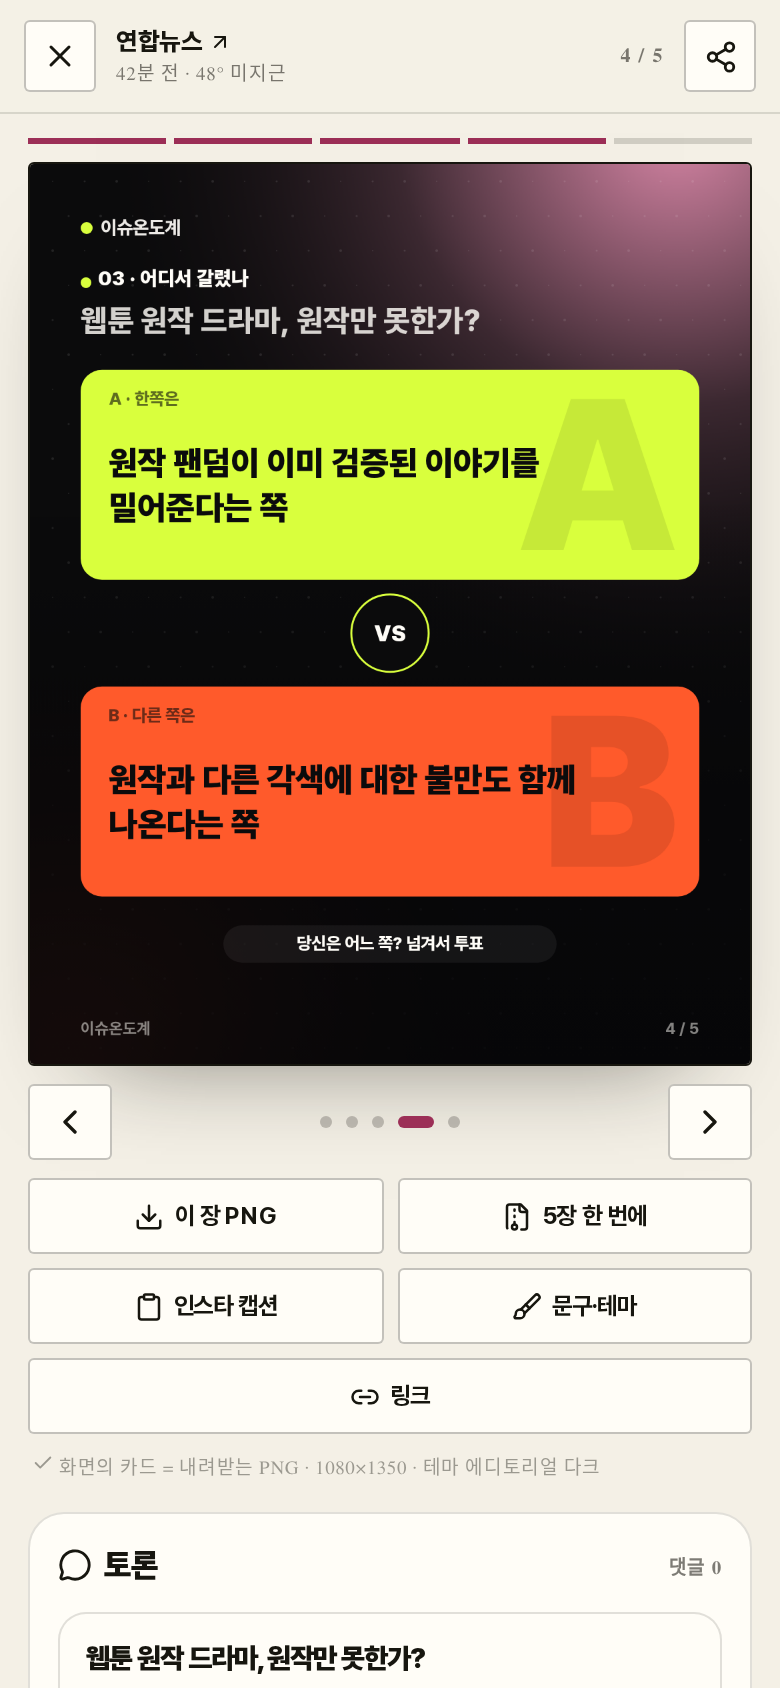 연합뉴스
42분 전 · 48° 미지근
4 / 5
이슈온도계
03 · 어디서 갈렸나
웹툰 원작 드라마, 원작만 못한가?
A · 한쪽은
원작 팬덤이 이미 검증된 이야기를
밀어준다는 쪽
A
VS
B · 다른 쪽은
원작과 다른 각색에 대한 불만도 함께
나온다는 쪽
B
당신은 어느 쪽? 넘겨서 투표
이슈온도계
4 / 5
이 장 PNG
5장 한 번에
인스타 캡션
문구·테마
링크
화면의 카드 = 내려받는 PNG · 1080×1350 · 테마 에디토리얼 다크
토론
댓글 0
웹툰 원작 드라마, 원작만 못한가?